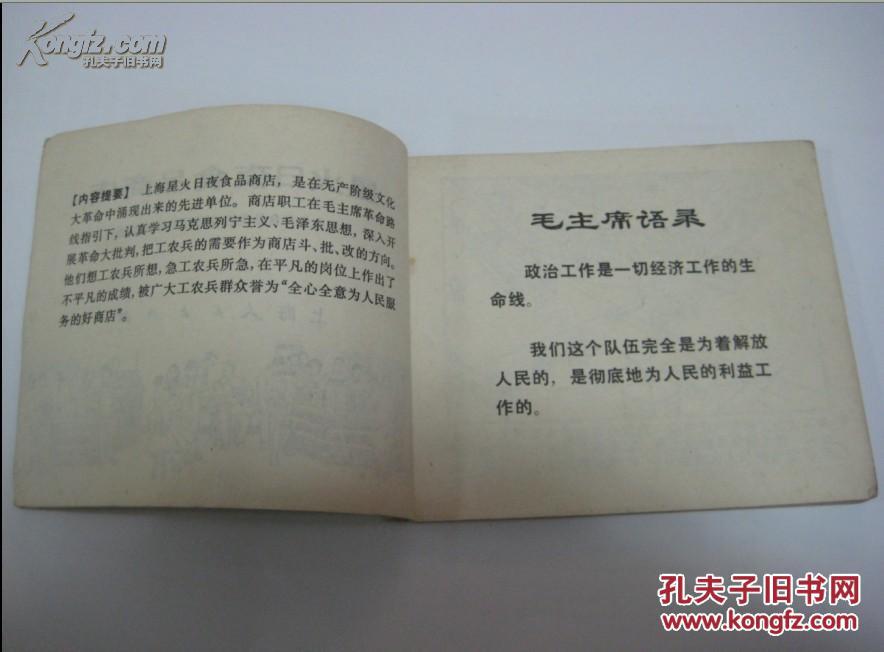 Kongfz.com
孔夫子旧书网
【内容提要】 上海星火日夜食品商店，是在无产阶级文化
大革命中涌现出来的先进单位。商店职工在毛主席革命路
线指引下，认真学习马克思列宁主义、毛泽东思想，深入开
展革命大批判，把工农兵的需要作为商店斗、批、改的方向。
他们想工农兵所想，急工农兵所急，在平凡的岗位上作出了
不平凡的成绩，被广大工农兵群众誉为“全心全意为人民服
务的好商店”。
毛主席语录
政治工作是一切经济工作的生
命线。
我们这个队伍完全是为着解放
人民的，是彻底地为人民的利益工
作的。
孔夫子旧书网
www.kongfz.com